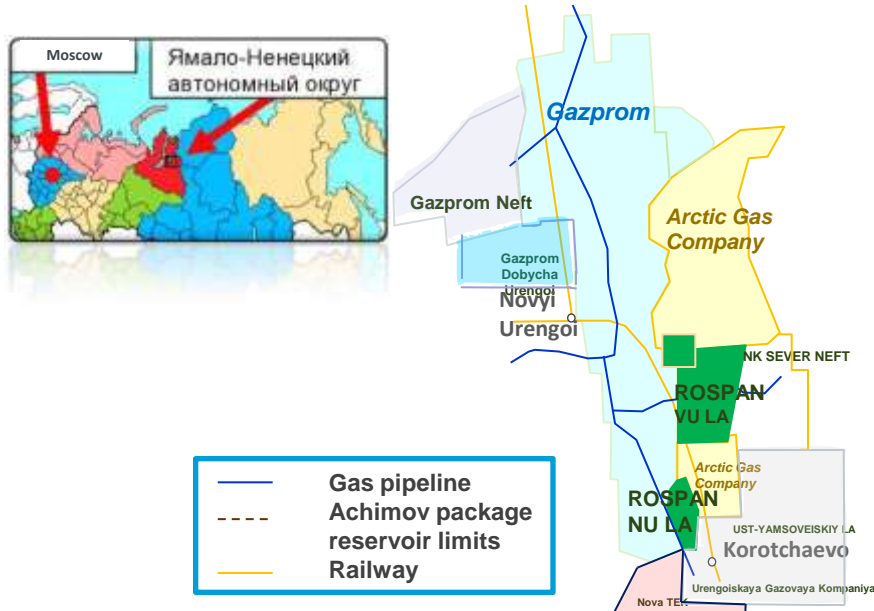 Moscow
Ямало-Ненецкий
автономный округ
Gazprom
Gazprom Neft
Arctic Gas
Company
Gazprom
Dobycha
Urengoi
Novyi
Urengoi
NK SEVER NEFT
ROSPAN
VU LA
Arctic Gas
Company
ROSPAN
NU LA
UST-YAMSOVEISKIY LA
Korotchaevo
Urengoiskaya Gazovaya Kompaniya
Nova TEK
Gas pipeline
Achimov package
reservoir limits
Railway